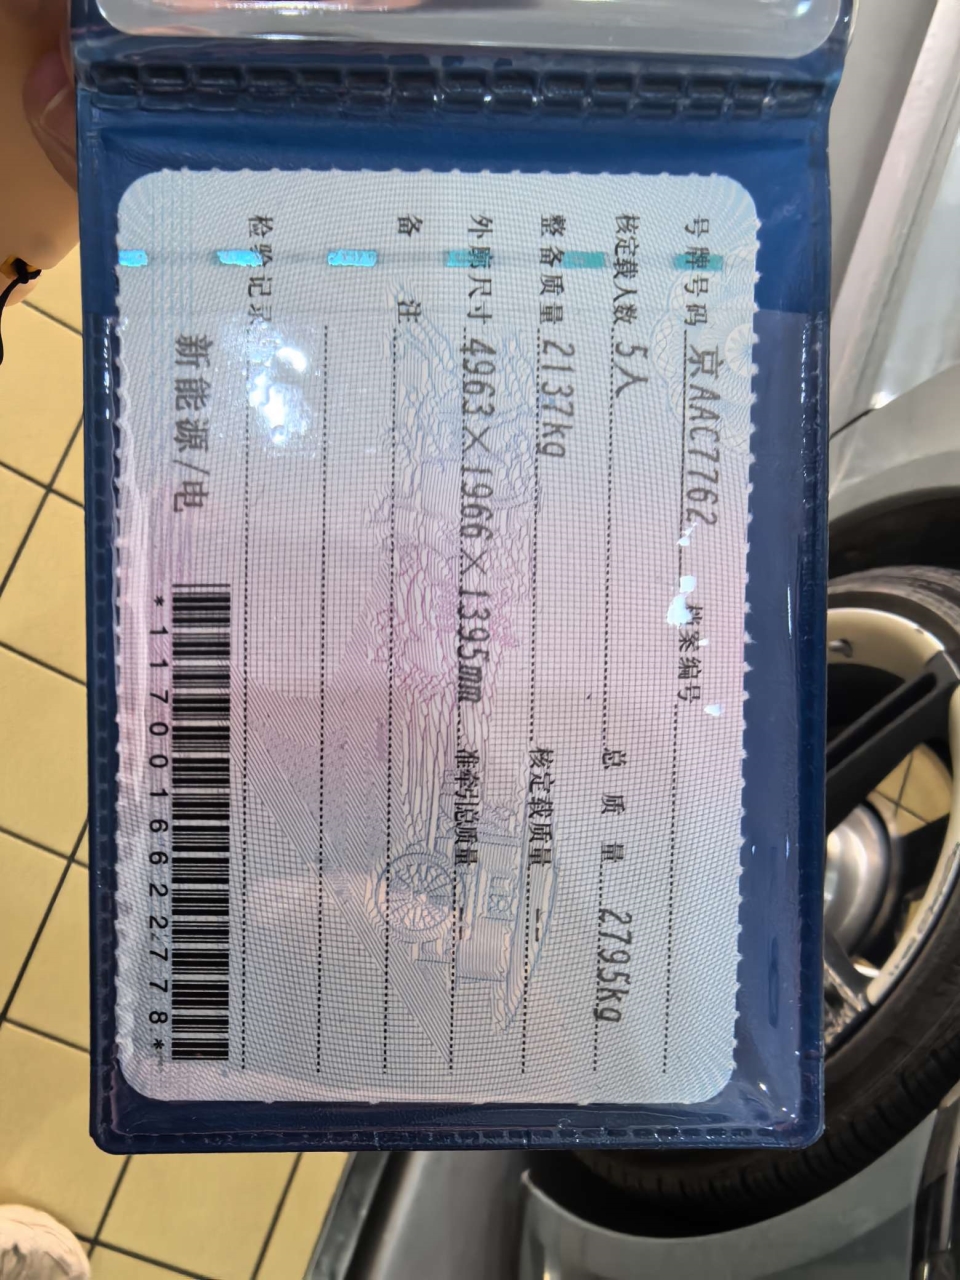 号牌号码 京AAC7762 档案编号
核定载人数 5人 总质量 2795kg
整备质量 2137kg 核定载质量 --
外廓尺寸 4963×1966×1395mm 准牵引总质量
备注
检验记录
新能源/电
*1170016622778*